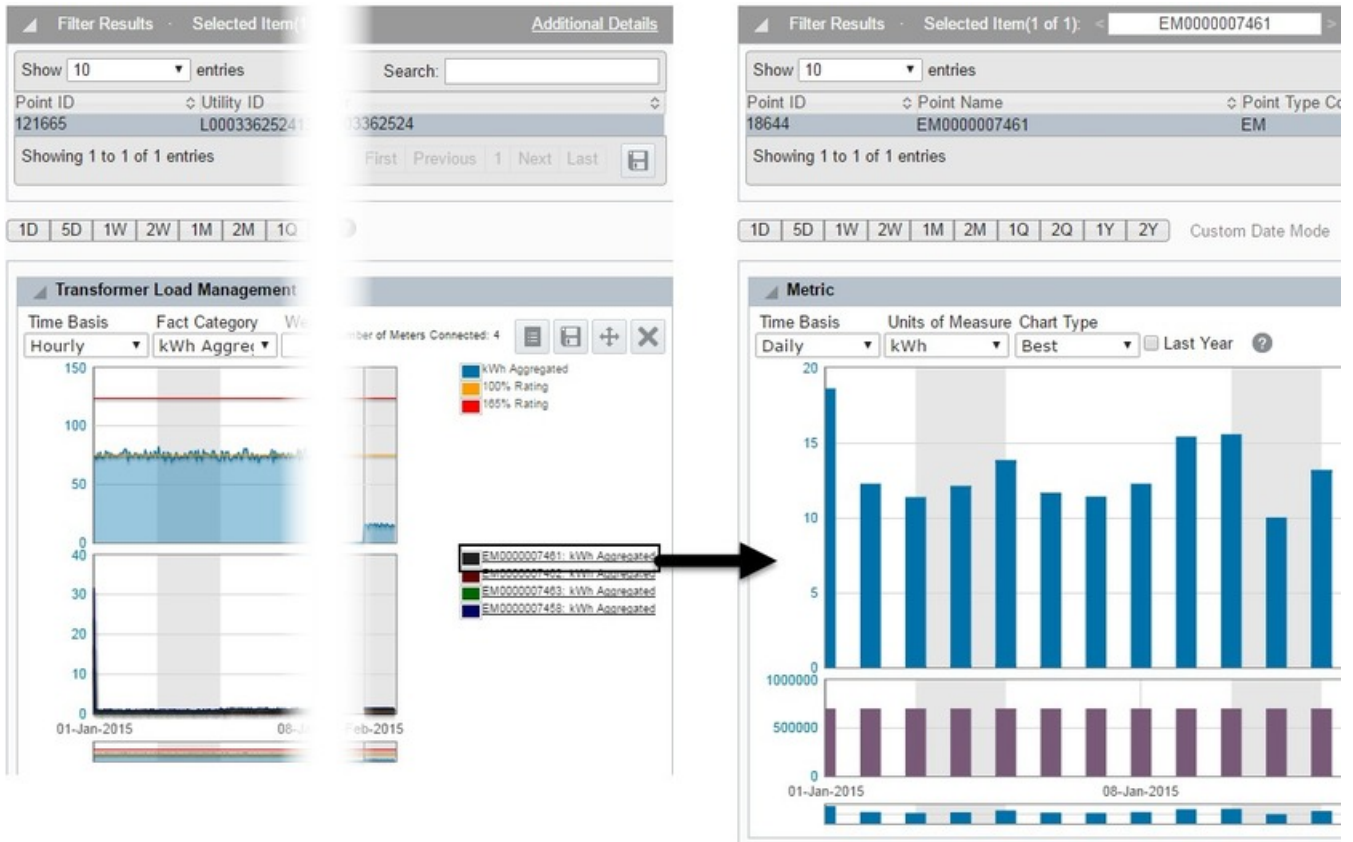 Filter Results · Selected Item(1 Additional Details
Show 10 entries Search:
Point ID Utility ID
121665 L00033625241 03362524
Showing 1 to 1 of 1 entries First Previous 1 Next Last
1D 5D 1W 2W 1M 2M 1Q
Transformer Load Management
Time Basis Fact Category We
Number of Meters Connected: 4
Hourly kWh Aggreg
150
100
50
0
kWh Aggregated
100% Rating
165% Rating
40
30
20
10
0
EM0000007461: kWh Aggregated
EM0000007462: kWh Aggregated
EM0000007463: kWh Aggregated
EM0000007458: kWh Aggregated
01-Jan-2015 08-J Feb-2015
Filter Results · Selected Item(1 of 1): < EM0000007461 >
Show 10 entries
Point ID Point Name Point Type Co
18644 EM0000007461 EM
Showing 1 to 1 of 1 entries
1D 5D 1W 2W 1M 2M 1Q 2Q 1Y 2Y Custom Date Mode
Metric
Time Basis Units of Measure Chart Type
Daily kWh Best Last Year ?
20
15
10
5
0
1000000
500000
0
01-Jan-2015 08-Jan-2015